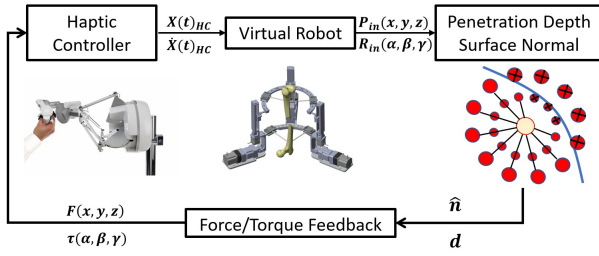 Haptic
Controller
X(t)_HC
Ẋ(t)_HC
Virtual Robot
P_in(x, y, z)
R_in(α, β, γ)
Penetration Depth
Surface Normal
F(x, y, z)
τ(α, β, γ)
Force/Torque Feedback
n̂
d